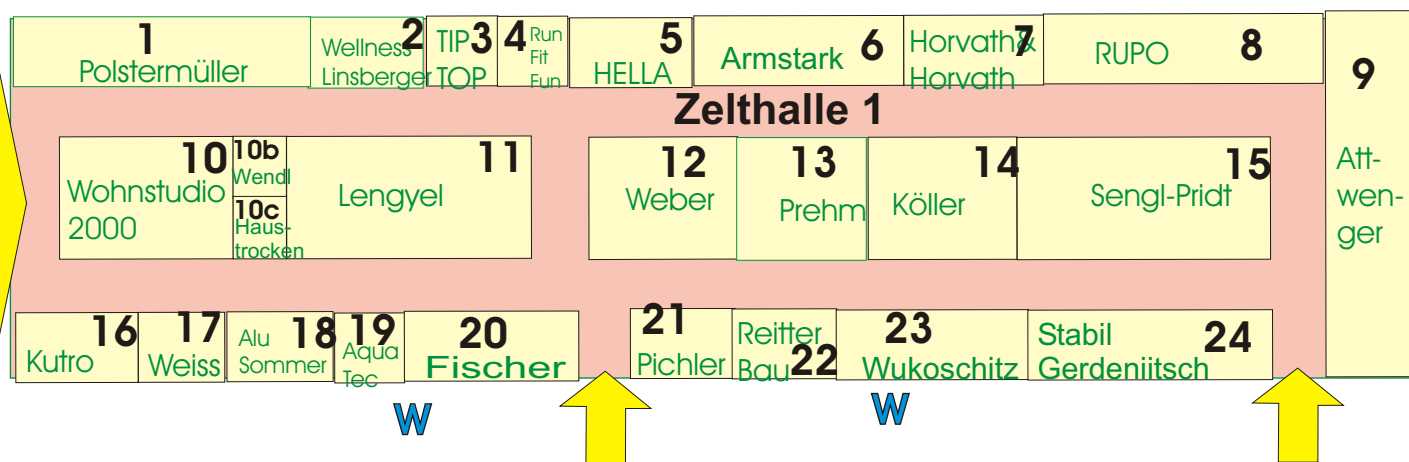 1
Polstermüller
2
Wellness
Linsberger
3
TIP
TOP
4
Run
Fit
Fun
5
HELLA
6
Armstark
7
Horvath&
Horvath
8
RUPO
9
Att-
wen-
ger
Zelthalle 1
10
Wohnstudio
2000
10b
Wendl
10c
Haus-
trocken
11
Lengyel
12
Weber
13
Prehm
14
Köller
15
Sengl-Pridt
16
Kutro
17
Weiss
18
Alu
Sommer
19
Aqua
Tec
20
Fischer
21
Pichler
Reitter
Bau
22
23
Wukoschitz
24
Stabil
Gerdeniitsch
W
W